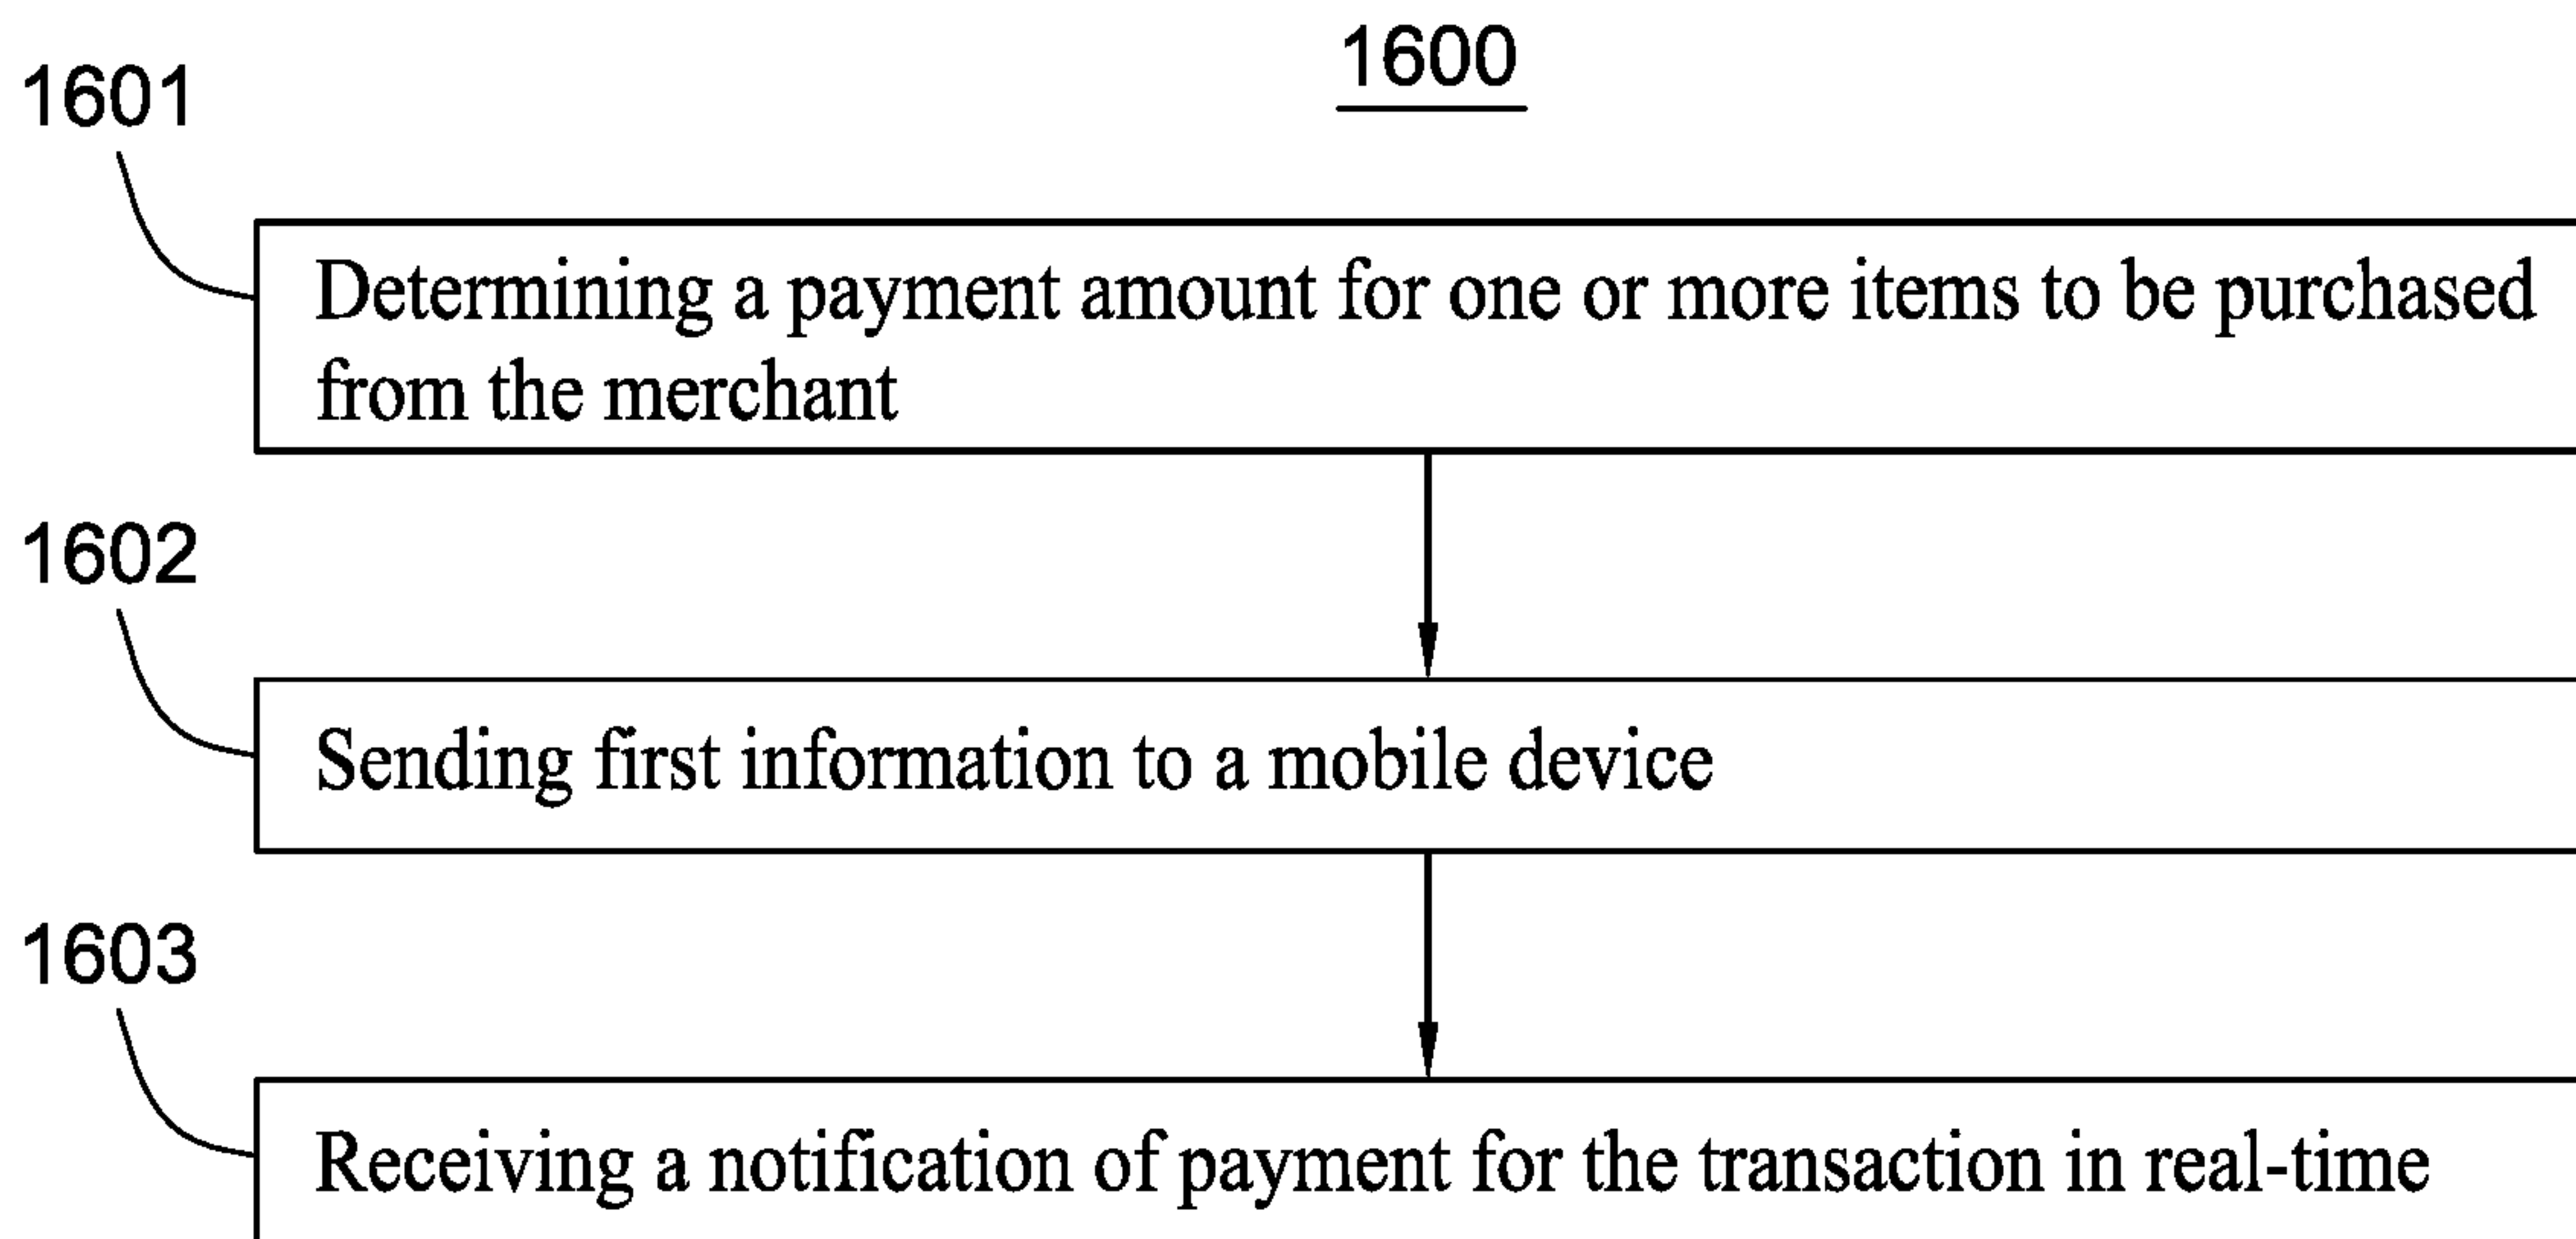 1600
1601
Determining a payment amount for one or more items to be purchased
from the merchant
1602
Sending first information to a mobile device
1603
Receiving a notification of payment for the transaction in real-time